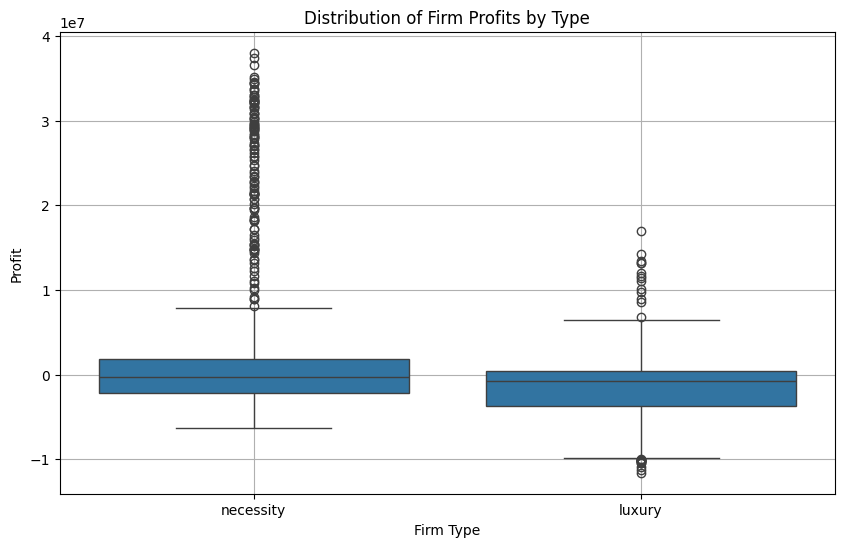 Distribution of Firm Profits by Type
1e7
4
3
2
1
0
−1
Profit
necessity
luxury
Firm Type